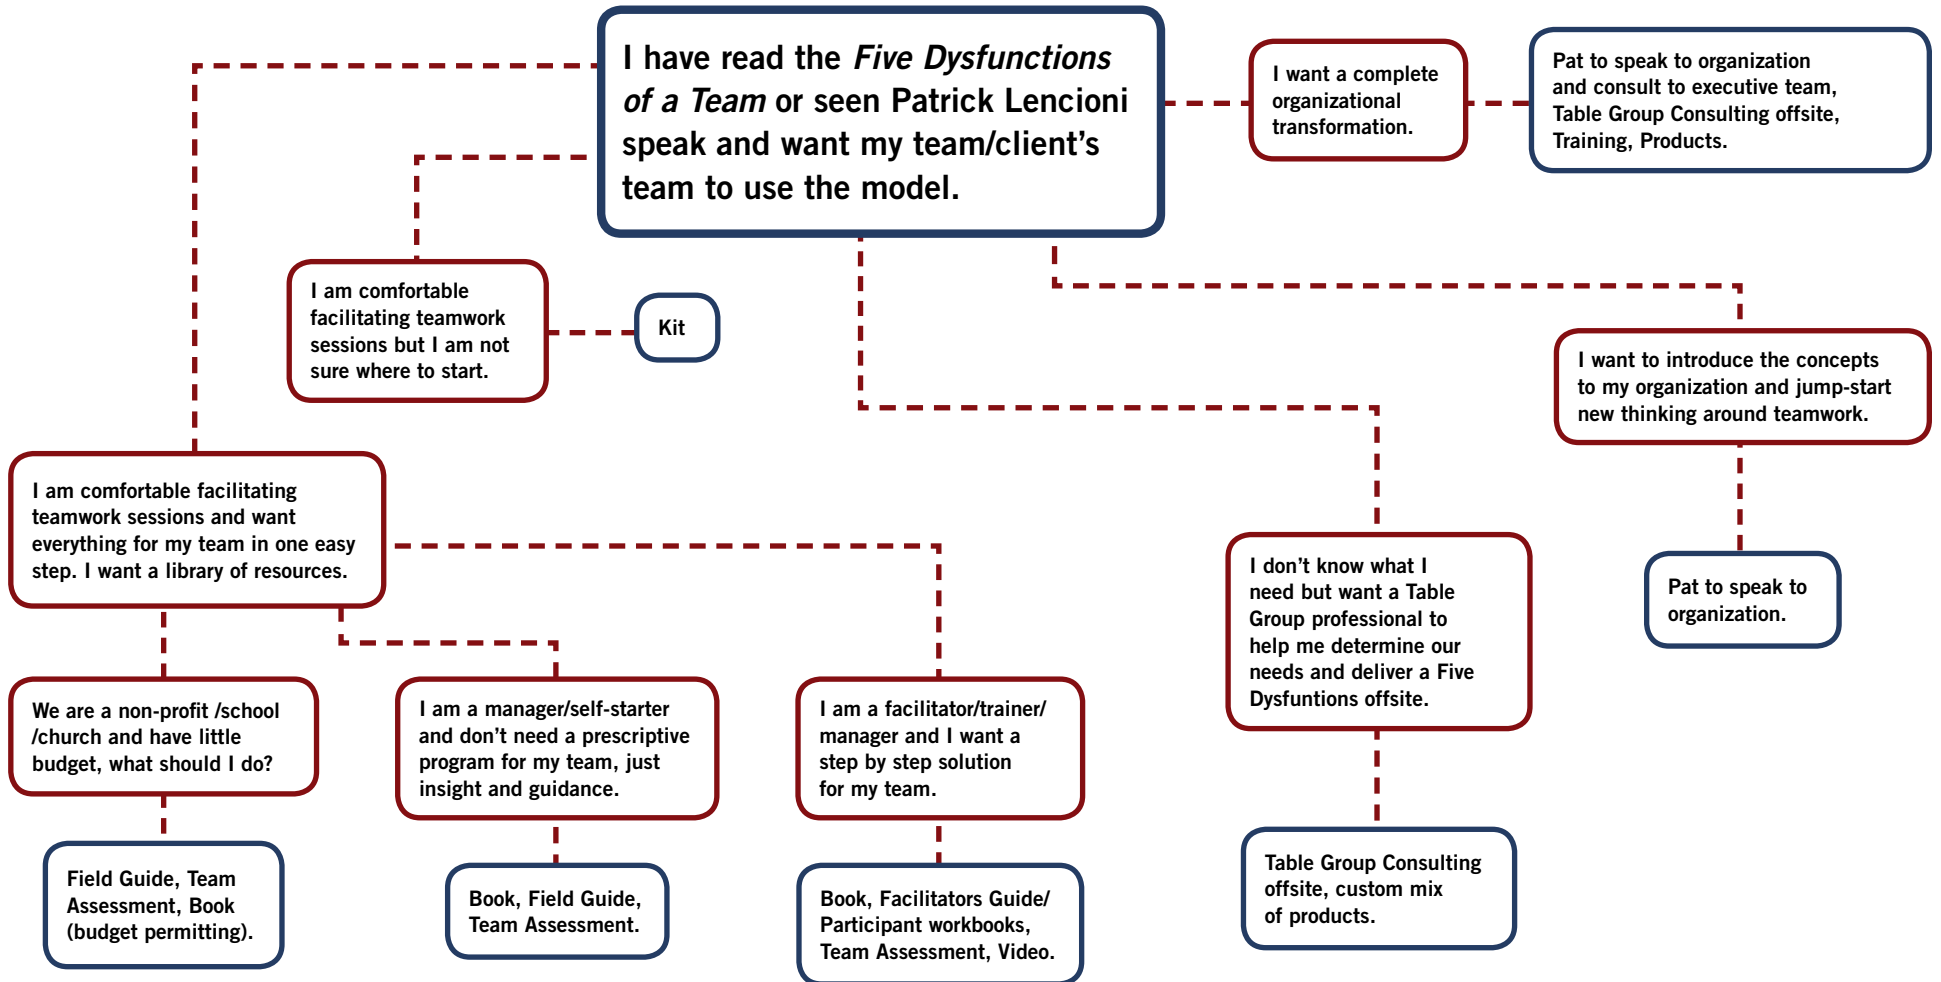 I have read the Five Dysfunctions
of a Team or seen Patrick Lencioni
speak and want my team/client's
team to use the model.
I want a complete
organizational
transformation.
Pat to speak to organization
and consult to executive team,
Table Group Consulting offsite,
Training, Products.
I am comfortable
facilitating teamwork
sessions but I am not
sure where to start.
Kit
I want to introduce the concepts
to my organization and jump-start
new thinking around teamwork.
Pat to speak to
organization.
I am comfortable facilitating
teamwork sessions and want
everything for my team in one easy
step. I want a library of resources.
I don't know what I
need but want a Table
Group professional to
help me determine our
needs and deliver a Five
Dysfuntions offsite.
We are a non-profit /school
/church and have little
budget, what should I do?
I am a manager/self-starter
and don't need a prescriptive
program for my team, just
insight and guidance.
I am a facilitator/trainer/
manager and I want a
step by step solution
for my team.
Field Guide, Team
Assessment, Book
(budget permitting).
Book, Field Guide,
Team Assessment.
Book, Facilitators Guide/
Participant workbooks,
Team Assessment, Video.
Table Group Consulting
offsite, custom mix
of products.